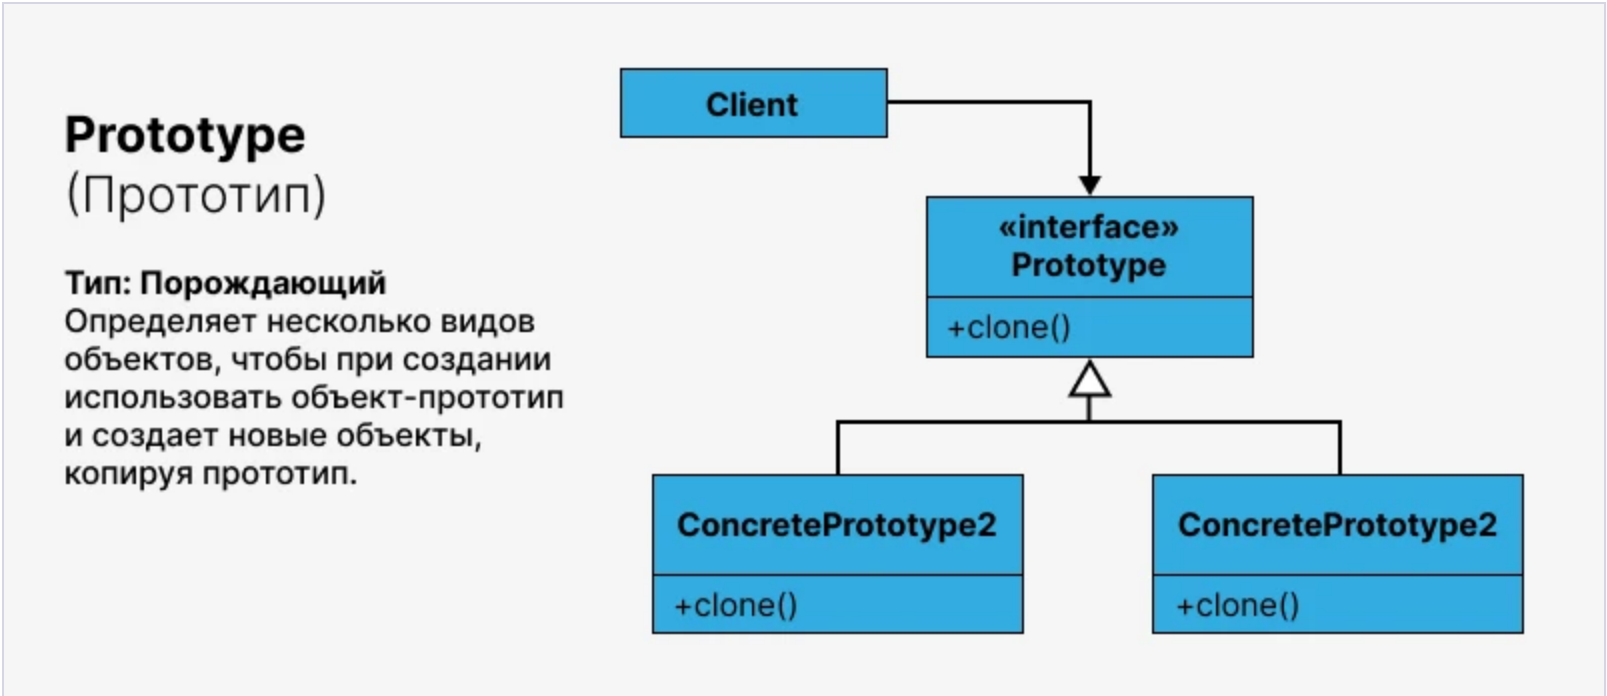 Prototype
(Прототип)
Тип: Порождающий
Определяет несколько видов
объектов, чтобы при создании
использовать объект-прототип
и создает новые объекты,
копируя прототип.
Client
«interface»
Prototype
+clone()
ConcretePrototype2
+clone()
ConcretePrototype2
+clone()